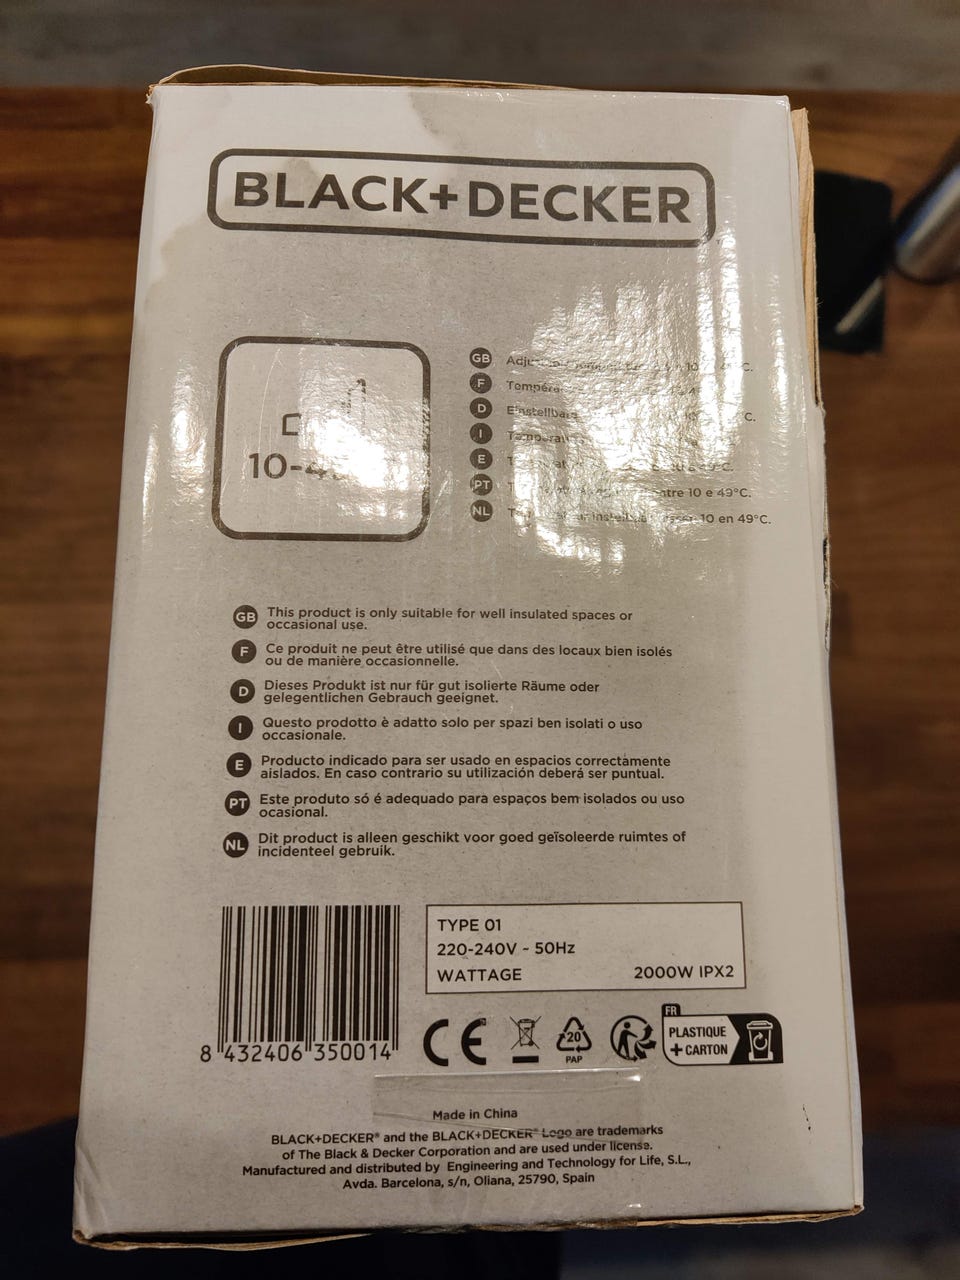 BLACK+DECKER
10-4
GB
F Tempéra
D Einstellbar
I
E
PT entre 10 e 49°C.
NL 10 en 49°C.
GB This product is only suitable for well insulated spaces or
occasional use.
F Ce produit ne peut être utilisé que dans des locaux bien isolés
ou de manière occasionnelle.
D Dieses Produkt ist nur für gut isolierte Räume oder
gelegentlichen Gebrauch geeignet.
I Questo prodotto è adatto solo per spazi ben isolati o uso
occasionale.
E Producto indicado para ser usado en espacios correctamente
aislados. En caso contrario su utilización deberá ser puntual.
PT Este produto só é adequado para espaços bem isolados ou uso
ocasional.
NL Dit product is alleen geschikt voor goed geïsoleerde ruimtes of
incidenteel gebruik.
TYPE 01
220-240V ~ 50Hz
WATTAGE 2000W IPX2
8 432406 350014
CE
20
PAP
FR
PLASTIQUE
+ CARTON
Made in China
BLACK+DECKER® and the BLACK+DECKER® Logo are trademarks
of The Black & Decker Corporation and are used under license.
Manufactured and distributed by Engineering and Technology for Life, S.L.,
Avda. Barcelona, s/n, Oliana, 25790, Spain